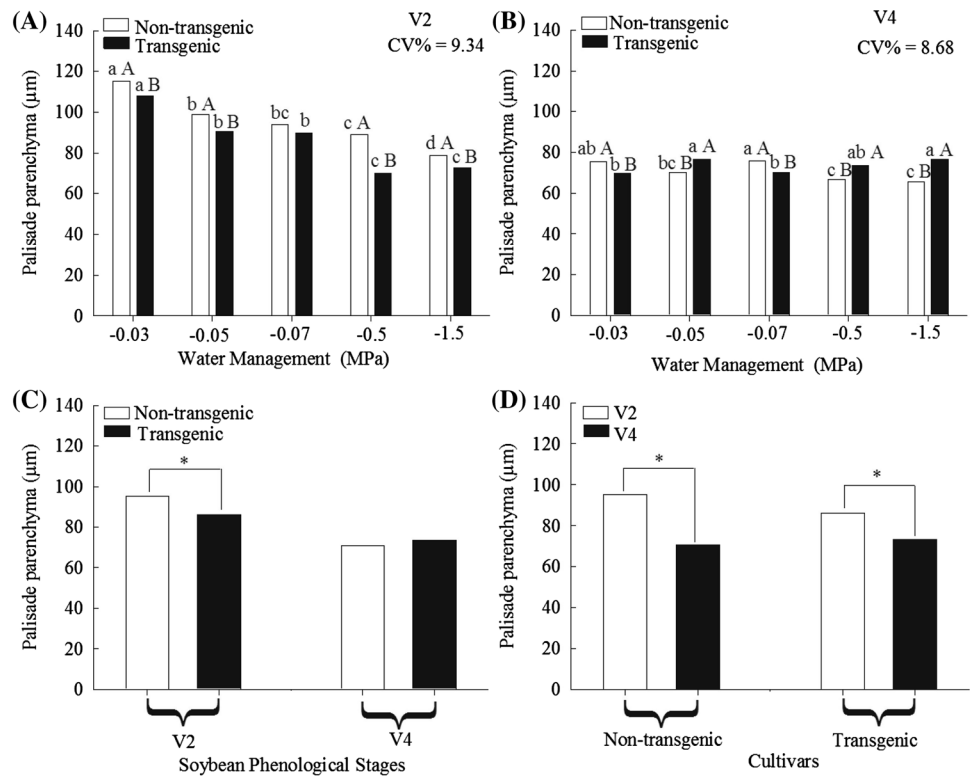 (A)
Non-transgenic
Transgenic
V2
CV% = 9.34
Palisade parenchyma (µm)
140
120
100
80
60
40
20
0
a A
a B
b A
b B
bc
b
c A
c B
d A
c B
-0.03
-0.05
-0.07
-0.5
-1.5
Water Management (MPa)
(B)
Non-transgenic
Transgenic
V4
CV% = 8.68
Palisade parenchyma (µm)
140
120
100
80
60
40
20
0
ab A
b B
bc B
a A
a A
b B
c B
ab A
c B
a A
-0.03
-0.05
-0.07
-0.5
-1.5
Water Management (MPa)
(C)
Non-transgenic
Transgenic
Palisade parenchyma (µm)
140
120
100
80
60
40
20
0
*
V2
V4
Soybean Phenological Stages
(D)
V2
V4
Palisade parenchyma (µm)
140
120
100
80
60
40
20
0
*
*
Non-transgenic
Transgenic
Cultivars